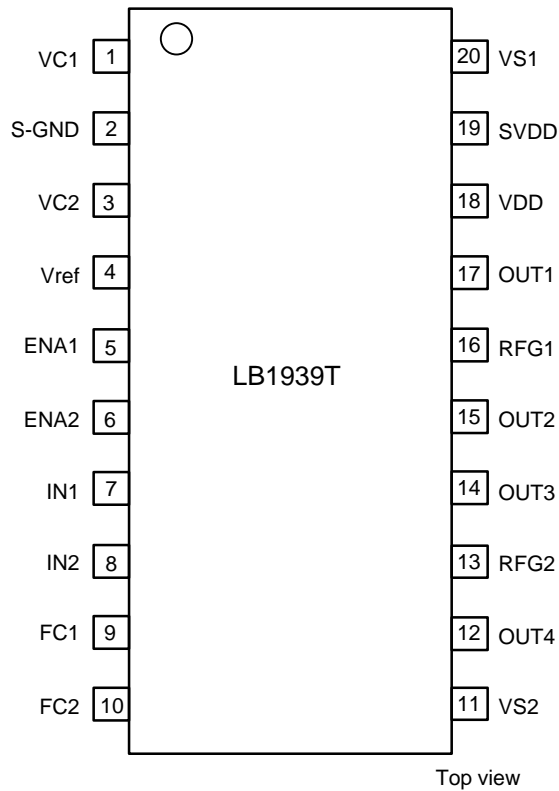 VC1 1 20 VS1
S-GND 2 19 SVDD
VC2 3 18 VDD
Vref 4 17 OUT1
ENA1 5 16 RFG1
LB1939T
ENA2 6 15 OUT2
IN1 7 14 OUT3
IN2 8 13 RFG2
FC1 9 12 OUT4
FC2 10 11 VS2
Top view